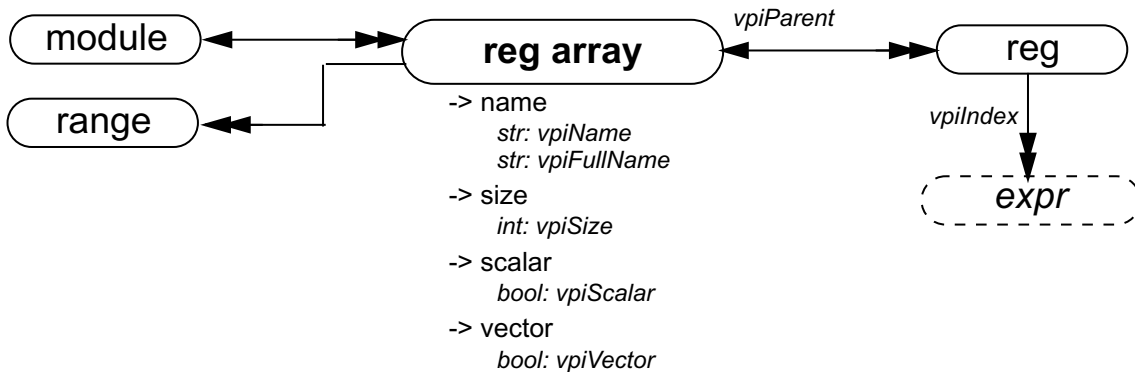 module
reg array
vpiParent
reg
range
vpiIndex
expr
-> name
str: vpiName
str: vpiFullName
-> size
int: vpiSize
-> scalar
bool: vpiScalar
-> vector
bool: vpiVector